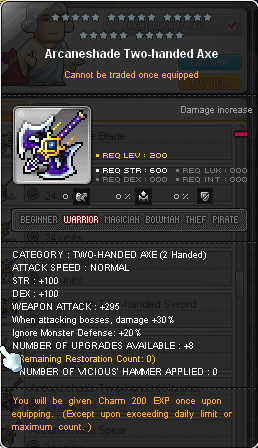 Arcaneshade Two-handed Axe
Cannot be traded once equipped
Damage increase
REQ LEV : 200
REQ STR : 600 REQ LUK : 000
REQ DEX : 000 REQ INT : 000
0 % 0 % 0 %
BEGINNER WARRIOR MAGICIAN BOWMAN THIEF PIRATE
CATEGORY : TWO-HANDED AXE (2 Handed)
ATTACK SPEED : NORMAL
STR : +100
DEX : +100
WEAPON ATTACK : +295
When attacking bosses, damage +30%
Ignore Monster Defense: +20%
NUMBER OF UPGRADES AVAILABLE : +8
(Remaining Restoration Count: 0)
NUMBER OF VICIOUS' HAMMER APPLIED : 0
You will be given Charm 200 EXP once upon
equipping. (Except upon exceeding daily limit or
maximum count. )